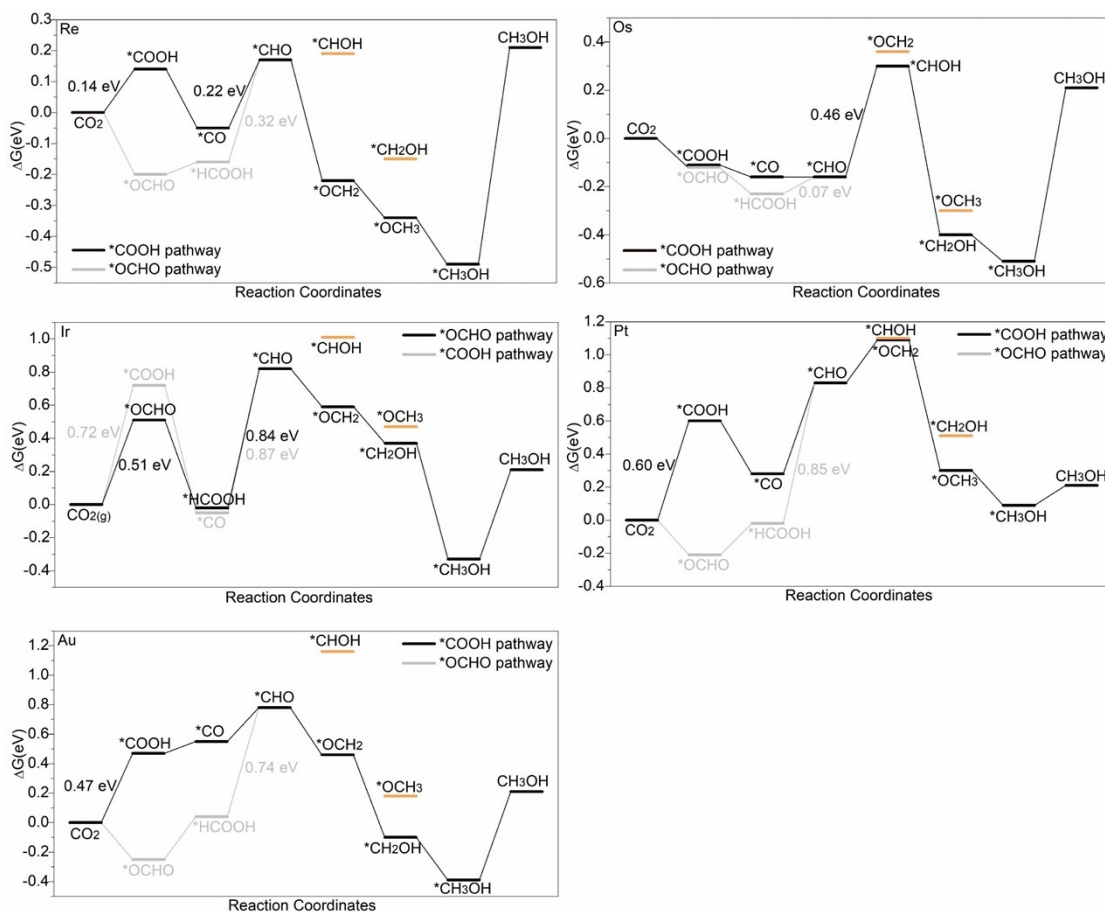 Re
0.3
0.2
0.1
0.0
-0.1
-0.2
-0.3
-0.4
-0.5
ΔG(eV)
*COOH
*CHO
*CHOH
CH3OH
0.14 eV
0.22 eV
CO2
*CO
0.32 eV
*OCHO
*HCOOH
*CH2OH
*OCH2
*OCH3
*CH3OH
*COOH pathway
*OCHO pathway
Reaction Coordinates
Os
0.4
0.2
0.0
-0.2
-0.4
-0.6
ΔG(eV)
*OCH2
*CHOH
CH3OH
0.46 eV
CO2
*COOH
*OCHO
*CO
*CHO
*HCOOH
0.07 eV
*OCH3
*CH2OH
*CH3OH
*COOH pathway
*OCHO pathway
Reaction Coordinates
Ir
1.0
0.8
0.6
0.4
0.2
0.0
-0.2
-0.4
ΔG(eV)
*OCHO pathway
*COOH pathway
*CHOH
*CHO
*COOH
*OCHO
0.72 eV
0.51 eV
0.84 eV
0.87 eV
*OCH2
*OCH3
*CH2OH
CH3OH
CO2(g)
*HCOOH
*CO
*CH3OH
Reaction Coordinates
Pt
1.2
1.0
0.8
0.6
0.4
0.2
0.0
-0.2
-0.4
ΔG(eV)
*COOH pathway
*OCHO pathway
*CHOH
*OCH2
*CHO
*COOH
0.60 eV
0.85 eV
*CH2OH
*CO
*OCH3
CH3OH
*CH3OH
CO2
*HCOOH
*OCHO
Reaction Coordinates
Au
1.2
1.0
0.8
0.6
0.4
0.2
0.0
-0.2
-0.4
ΔG(eV)
*COOH pathway
*OCHO pathway
*CHOH
*CHO
*CO
*COOH
0.47 eV
0.74 eV
*OCH2
*OCH3
CH3OH
CO2
*HCOOH
*OCHO
*CH2OH
*CH3OH
Reaction Coordinates